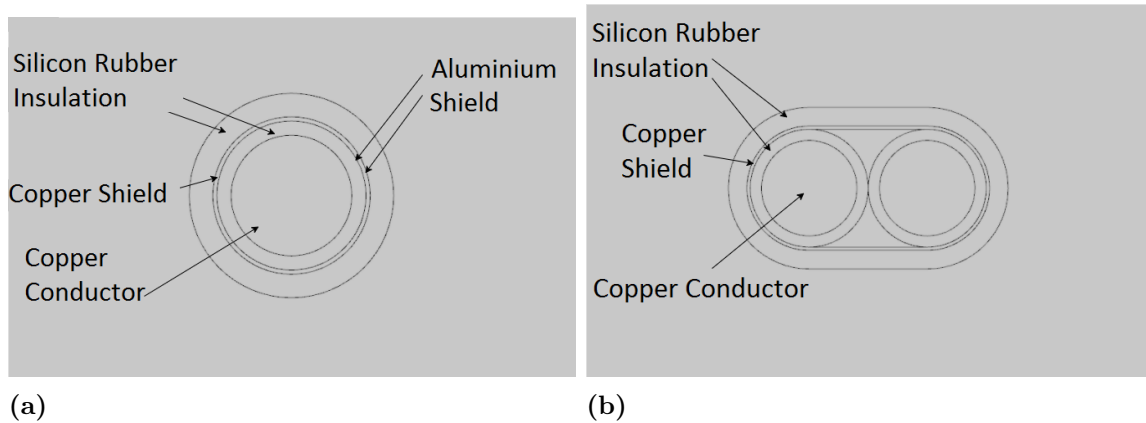 Silicon Rubber
Insulation
Aluminium
Shield
Copper Shield
Copper
Conductor
(a)
Silicon Rubber
Insulation
Copper
Shield
Copper Conductor
(b)